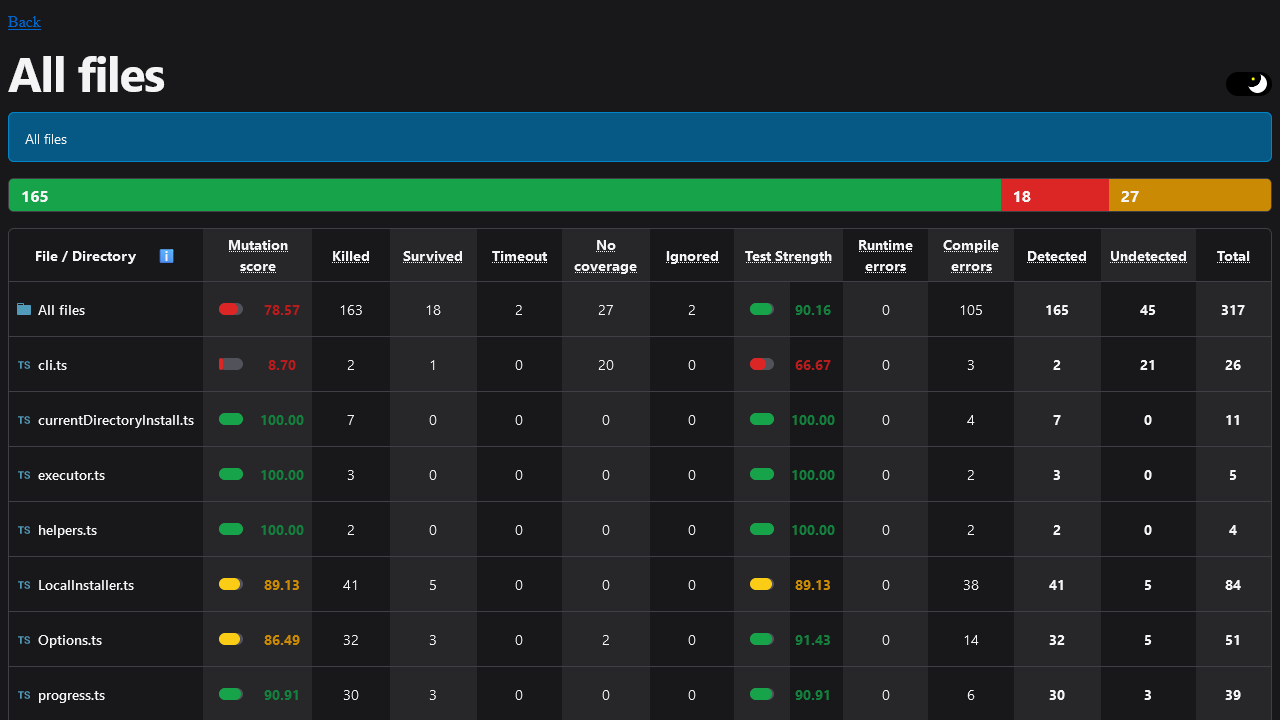 Back
All files
All files
165 18 27
File / Directory ℹ️ Mutation score Killed Survived Timeout No coverage Ignored Test Strength Runtime errors Compile errors Detected Undetected Total
All files 78.57 163 18 2 27 2 90.16 0 105 165 45 317
TS cli.ts 8.70 2 1 0 20 0 66.67 0 3 2 21 26
TS currentDirectoryInstall.ts 100.00 7 0 0 0 0 100.00 0 4 7 0 11
TS executor.ts 100.00 3 0 0 0 0 100.00 0 2 3 0 5
TS helpers.ts 100.00 2 0 0 0 0 100.00 0 2 2 0 4
TS LocalInstaller.ts 89.13 41 5 0 0 0 89.13 0 38 41 5 84
TS Options.ts 86.49 32 3 0 2 0 91.43 0 14 32 5 51
TS progress.ts 90.91 30 3 0 0 0 90.91 0 6 30 3 39